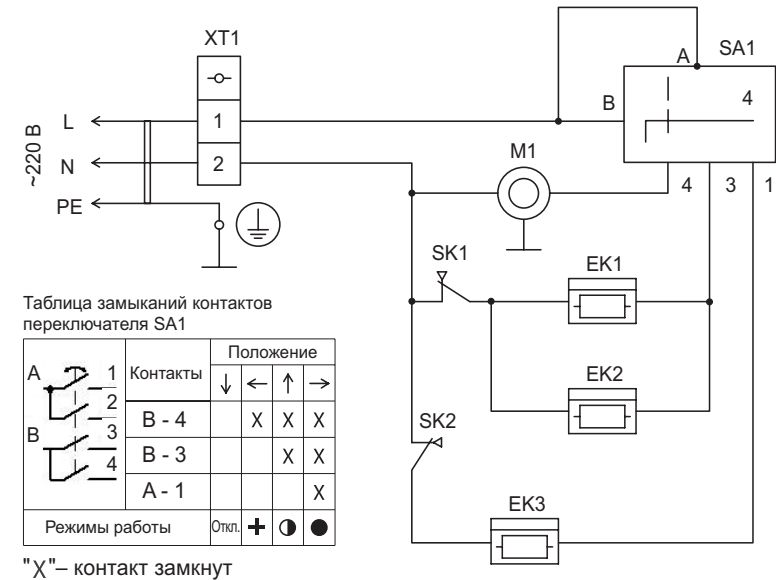 XT1
SA1
A
B
4
L
1
~220 В
N
2
PE
M1
4
3
1
SK1
EK1
EK2
SK2
EK3
Таблица замыканий контактов
переключателя SA1
A
1
2
B
3
4
Контакты
Положение
↓ ← ↑ →
B - 4 X X X
B - 3 X X
A - 1 X
Режимы работы Откл.
"X"– контакт замкнут